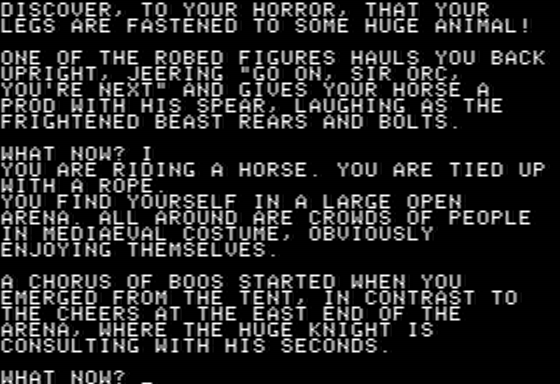 DISCOVER, TO YOUR HORROR, THAT YOUR
LEGS ARE FASTENED TO SOME HUGE ANIMAL!
ONE OF THE ROBED FIGURES HAULS YOU BACK
UPRIGHT, JEERING "GO ON, SIR ORC,
YOU'RE NEXT" AND GIVES YOUR HORSE A
PROD WITH HIS SPEAR, LAUGHING AS THE
FRIGHTENED BEAST REARS AND BOLTS.
WHAT NOW? I
YOU ARE RIDING A HORSE. YOU ARE TIED UP
WITH A ROPE.
YOU FIND YOURSELF IN A LARGE OPEN
ARENA. ALL AROUND ARE CROWDS OF PEOPLE
IN MEDIAEVAL COSTUME, OBVIOUSLY
ENJOYING THEMSELVES.
A CHORUS OF BOOS STARTED WHEN YOU
EMERGED FROM THE TENT, IN CONTRAST TO
THE CHEERS AT THE EAST END OF THE
ARENA, WHERE THE HUGE KNIGHT IS
CONSULTING WITH HIS SECONDS.
WHAT NOW? _